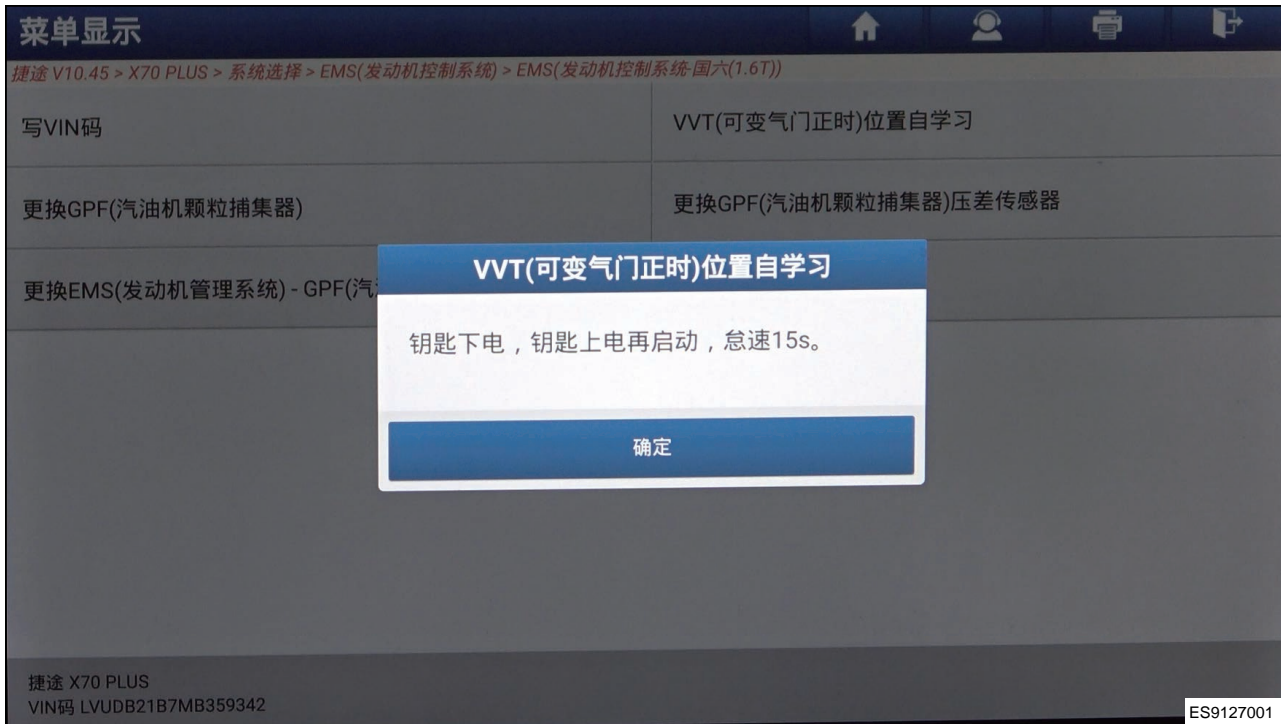 菜单显示
捷途 V10.45 > X70 PLUS > 系统选择 > EMS(发动机控制系统) > EMS(发动机控制系统-国六(1.6T))
写VIN码
VVT(可变气门正时)位置自学习
更换GPF(汽油机颗粒捕集器)
更换GPF(汽油机颗粒捕集器)压差传感器
更换EMS(发动机管理系统) - GPF(汽
VVT(可变气门正时)位置自学习
钥匙下电，钥匙上电再启动，怠速15s。
确定
捷途 X70 PLUS
VIN码 LVUDB21B7MB359342
ES9127001